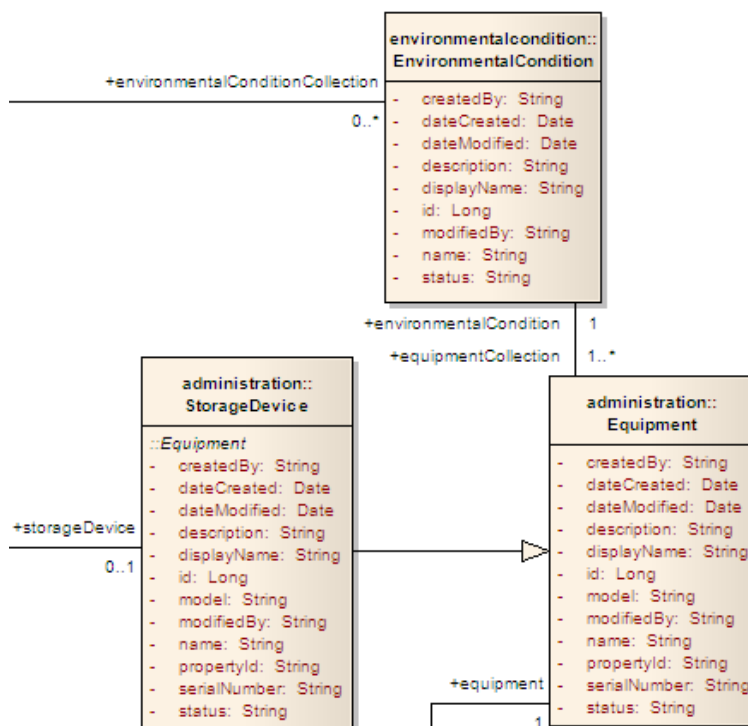 environmentalcondition::
EnvironmentalCondition
+environmentalConditionCollection
0..*
- createdBy: String
- dateCreated: Date
- dateModified: Date
- description: String
- displayName: String
- id: Long
- modifiedBy: String
- name: String
- status: String
+environmentalCondition 1
+equipmentCollection 1..*
administration::
StorageDevice
::Equipment
- createdBy: String
- dateCreated: Date
- dateModified: Date
- description: String
- displayName: String
- id: Long
- model: String
- modifiedBy: String
- name: String
- propertyId: String
- serialNumber: String
- status: String
+storageDevice
0..1
administration::
Equipment
- createdBy: String
- dateCreated: Date
- dateModified: Date
- description: String
- displayName: String
- id: Long
- model: String
- modifiedBy: String
- name: String
- propertyId: String
- serialNumber: String
- status: String
+equipment
1